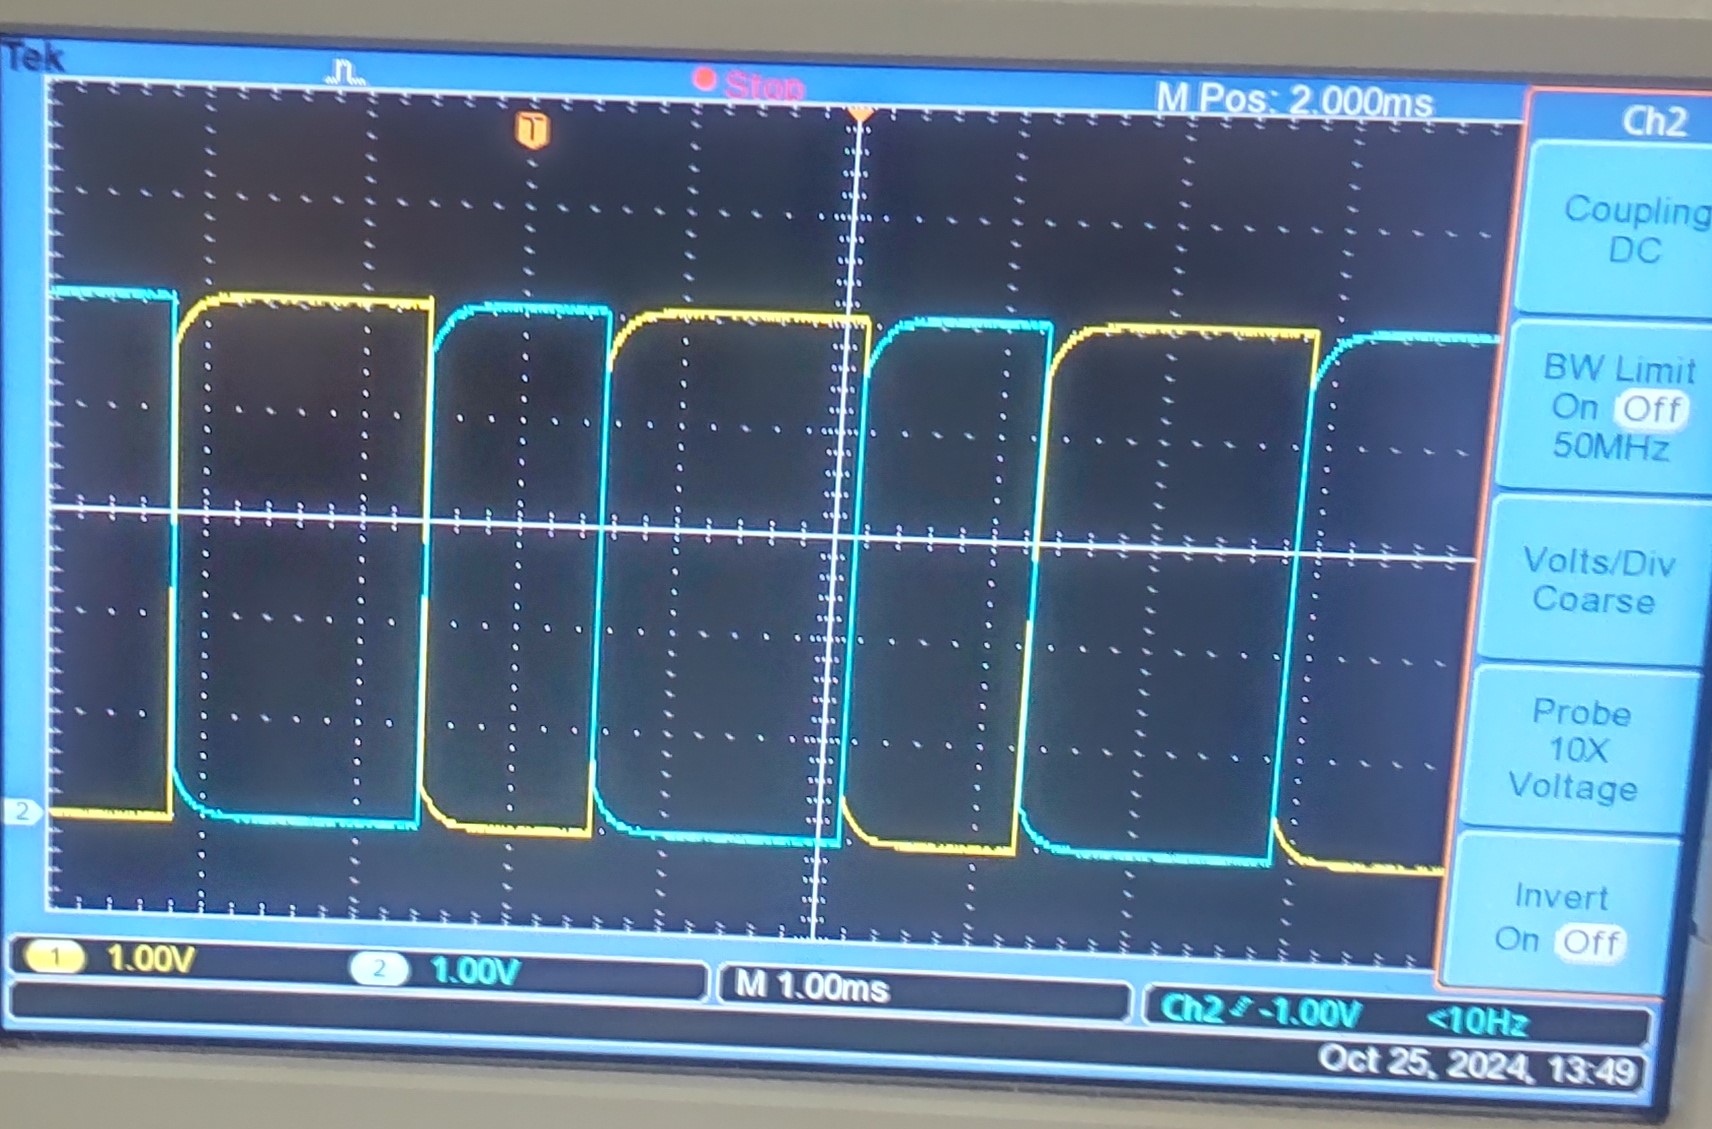 Tek
Stop
M Pos: 2.000ms
Ch2
T
Coupling
DC
BW Limit
On Off
50MHz
Volts/Div
Coarse
Probe
10X
Voltage
Invert
On Off
2
1 1.00V
2 1.00V
M 1.00ms
Ch2 -1.00V
<10Hz
Oct 25, 2024, 13:49